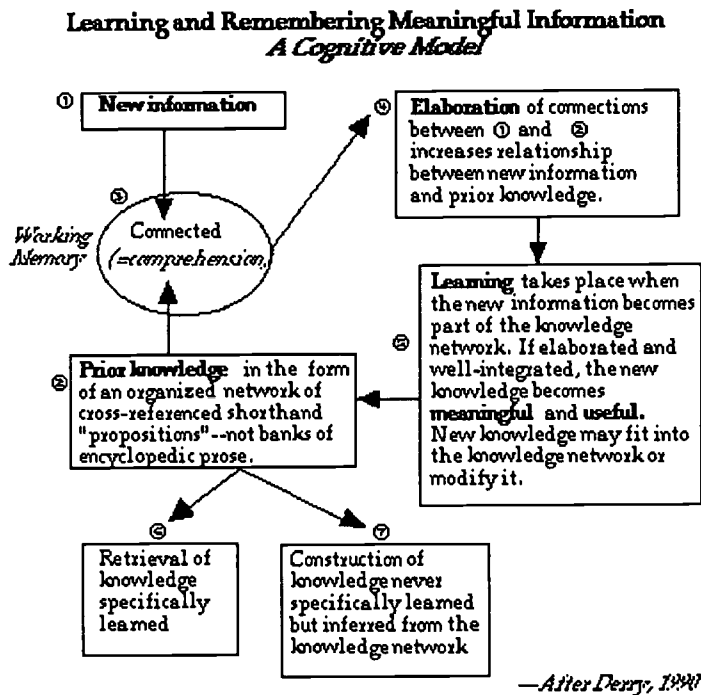 Learning and Remembering Meaningful Information
A Cognitive Model
① New information
③
Working
Memory
Connected
(=comprehension)
④
Elaboration of connections
between ① and ②
increases relationship
between new information
and prior knowledge.
⑤
Learning takes place when
the new information becomes
part of the knowledge
network. If elaborated and
well-integrated, the new
knowledge becomes
meaningful and useful.
New knowledge may fit into
the knowledge network or
modify it.
②
Prior knowledge in the form
of an organized network of
cross-referenced shorthand
"propositions"--not banks of
encyclopedic prose.
⑥
Retrieval of
knowledge
specifically
learned
⑦
Construction of
knowledge never
specifically learned
but inferred from the
knowledge network
—After Derry, 1990